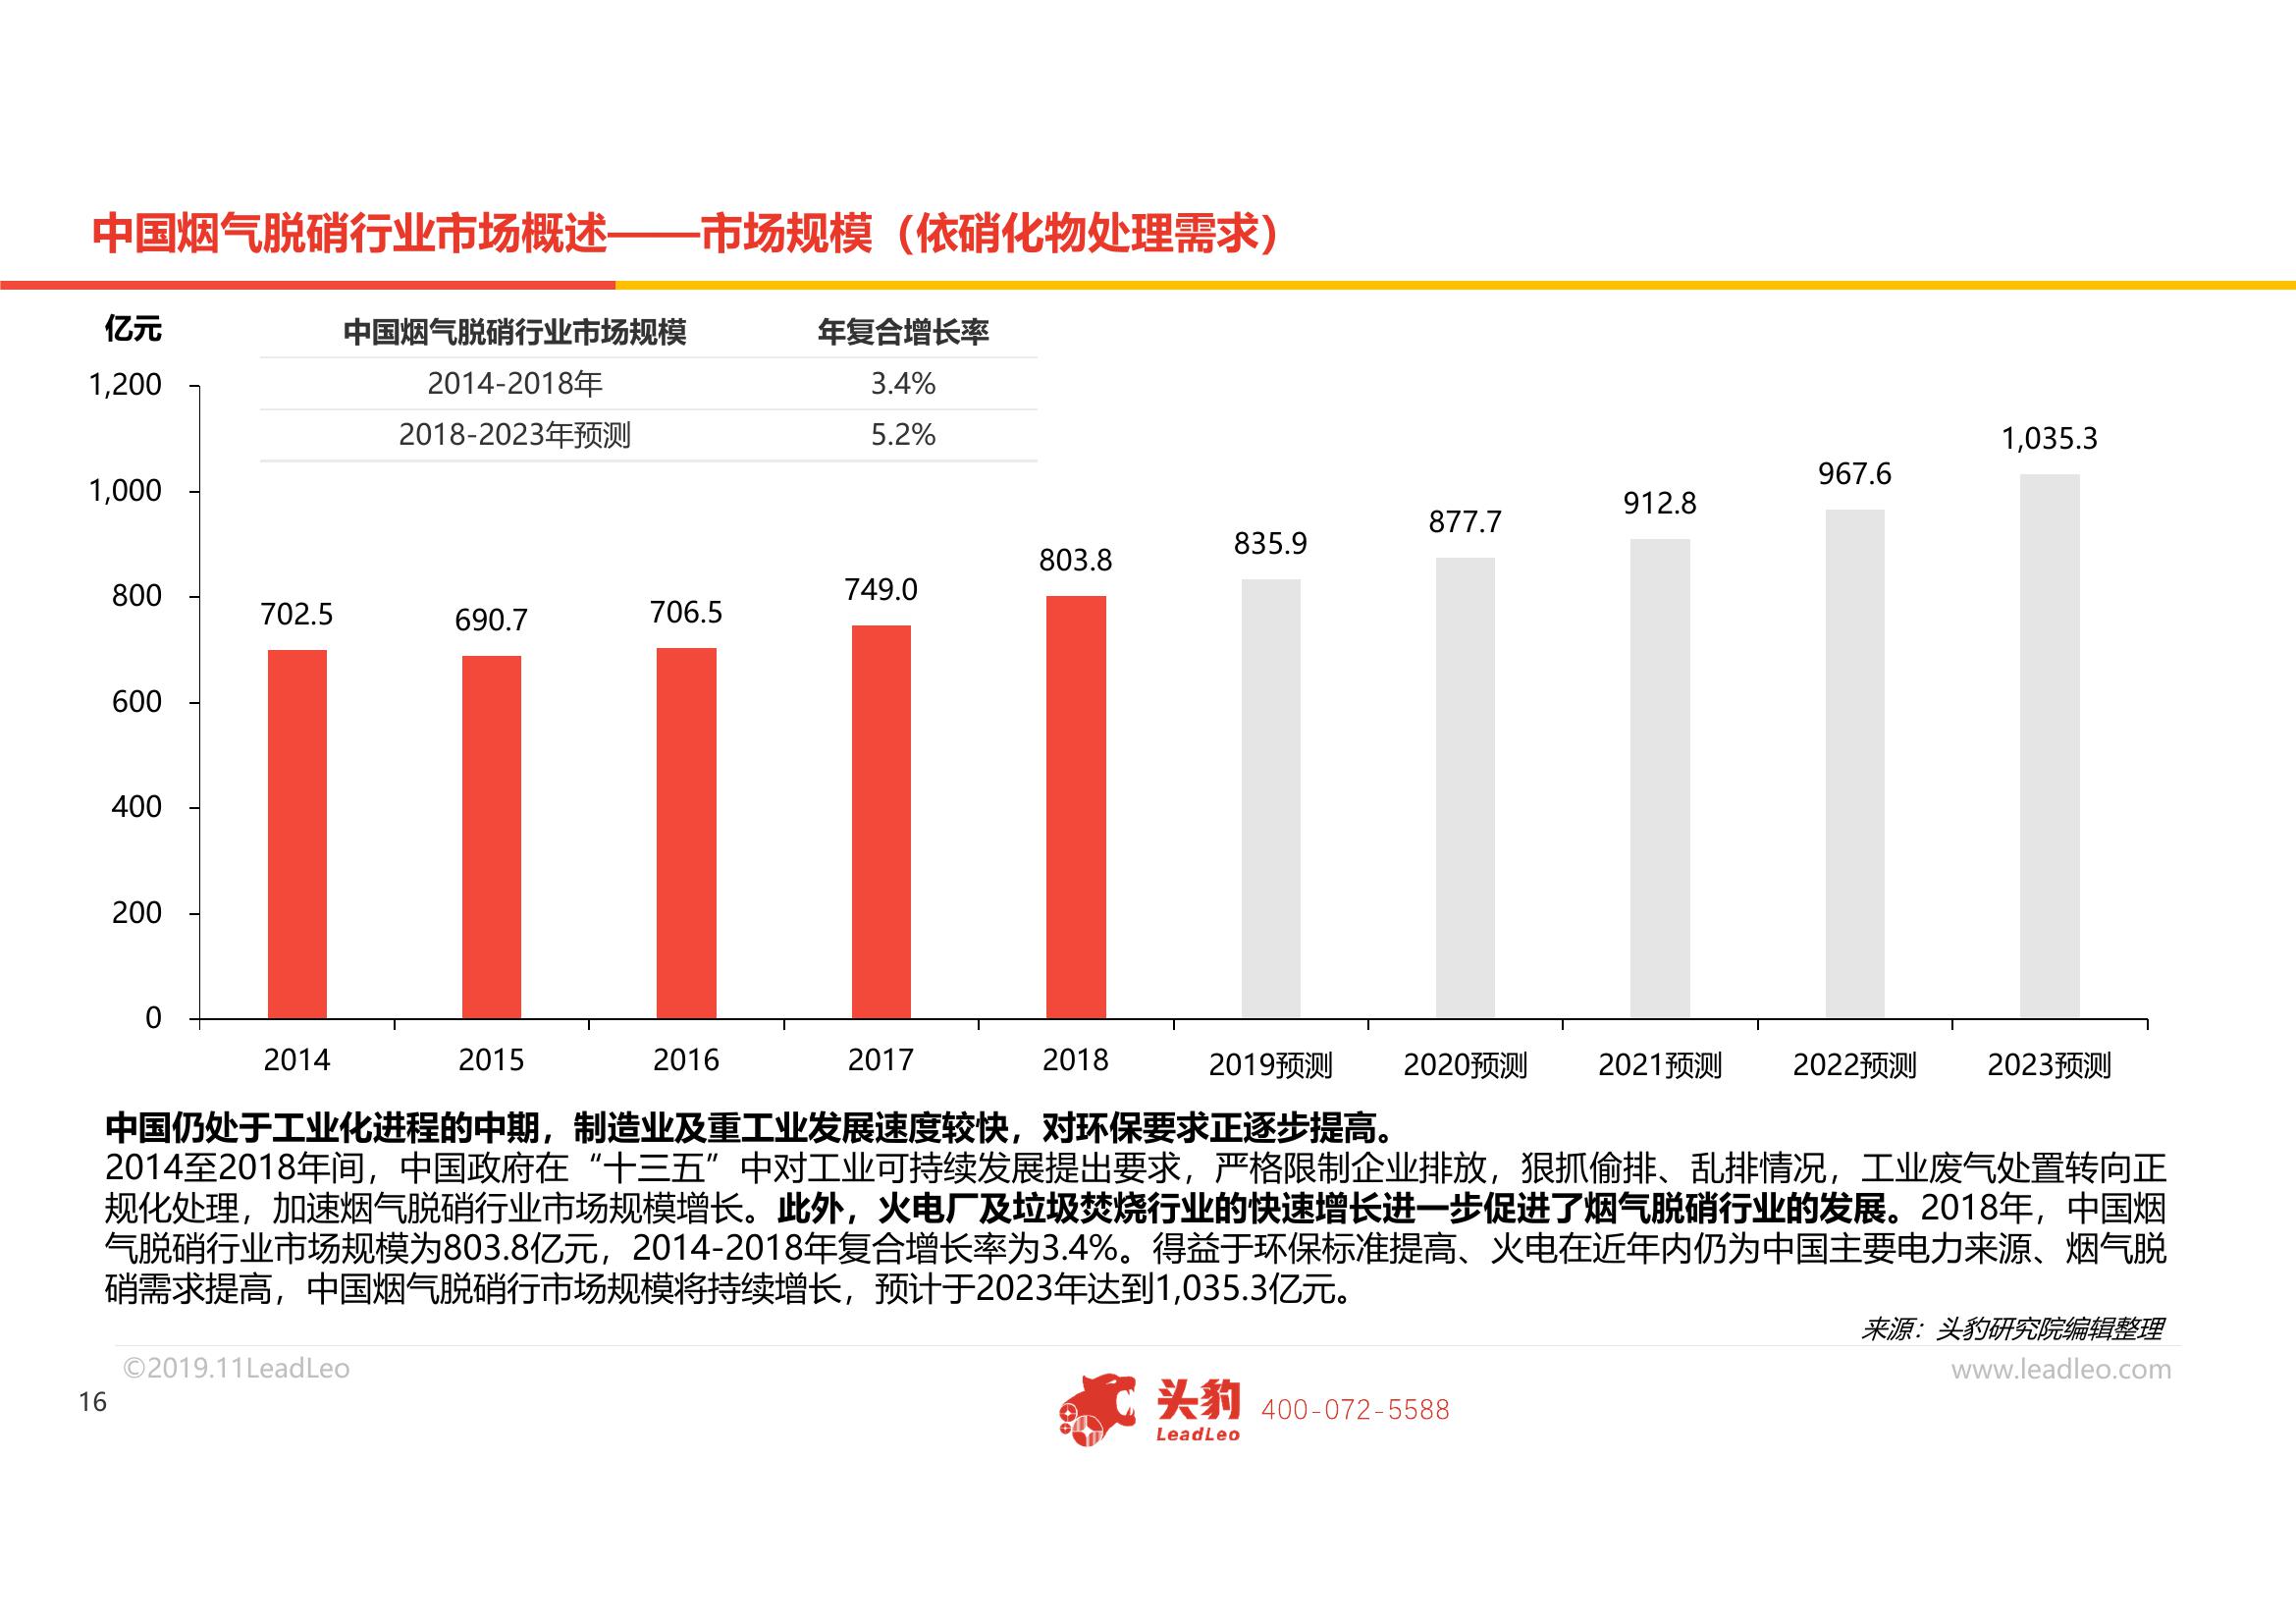 中国烟气脱硝行业市场概述——市场规模（依硝化物处理需求）
亿元
中国烟气脱硝行业市场规模 年复合增长率
2014-2018年 3.4%
2018-2023年预测 5.2%
1,200
1,000
800
600
400
200
0
702.5
690.7
706.5
749.0
803.8
835.9
877.7
912.8
967.6
1,035.3
2014 2015 2016 2017 2018 2019预测 2020预测 2021预测 2022预测 2023预测
中国仍处于工业化进程的中期，制造业及重工业发展速度较快，对环保要求正逐步提高。
2014至2018年间，中国政府在“十三五”中对工业可持续发展提出要求，严格限制企业排放，狠抓偷排、乱排情况，工业废气处置转向正
规化处理，加速烟气脱硝行业市场规模增长。此外，火电厂及垃圾焚烧行业的快速增长进一步促进了烟气脱硝行业的发展。2018年，中国烟
气脱硝行业市场规模为803.8亿元，2014-2018年复合增长率为3.4%。得益于环保标准提高、火电在近年内仍为中国主要电力来源、烟气脱
硝需求提高，中国烟气脱硝行市场规模将持续增长，预计于2023年达到1,035.3亿元。
来源：头豹研究院编辑整理
©2019.11LeadLeo
www.leadleo.com
16
头豹
LeadLeo
400-072-5588